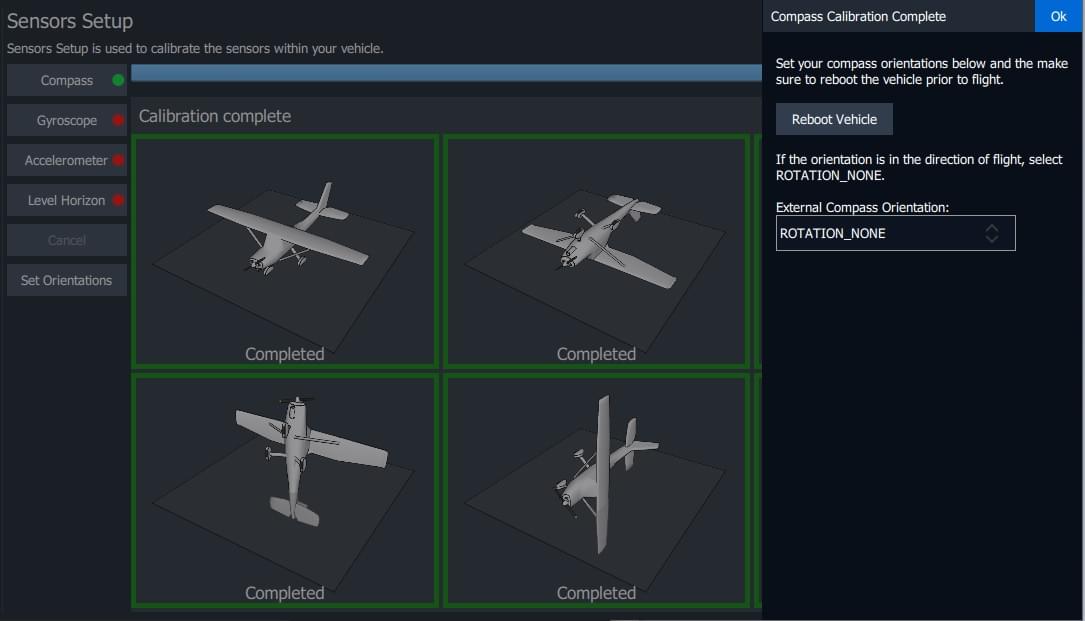 Sensors Setup
Sensors Setup is used to calibrate the sensors within your vehicle.
Compass
Gyroscope
Accelerometer
Level Horizon
Cancel
Set Orientations
Calibration complete
Completed
Completed
Completed
Completed
Compass Calibration Complete
Ok
Set your compass orientations below and the make
sure to reboot the vehicle prior to flight.
Reboot Vehicle
If the orientation is in the direction of flight, select
ROTATION_NONE.
External Compass Orientation:
ROTATION_NONE